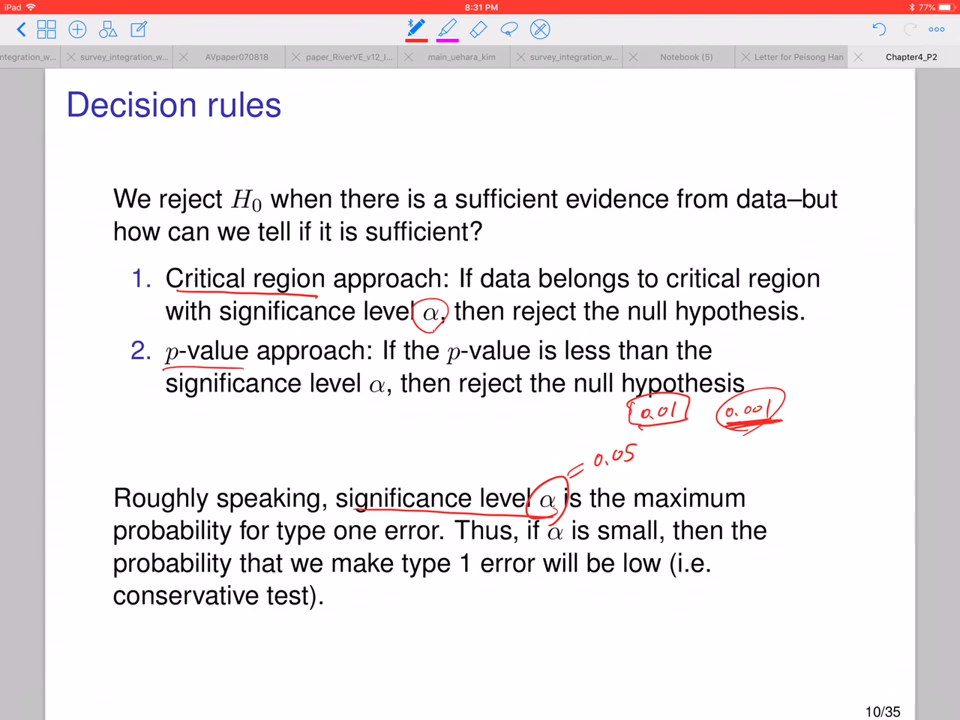 iPad 8:31 PM 77%
ntegration_w... survey_integration_w... AVpaper070818 paper_RiverVE_v12_I... main_uehara_kim survey_integration_w... Notebook (5) Letter for Peisong Han Chapter4_P2
Decision rules
We reject H₀ when there is a sufficient evidence from data–but
how can we tell if it is sufficient?
1. Critical region approach: If data belongs to critical region
with significance level α, then reject the null hypothesis.
2. p-value approach: If the p-value is less than the
significance level α, then reject the null hypothesis
0.01 0.001
= 0.05
Roughly speaking, significance level α is the maximum
probability for type one error. Thus, if α is small, then the
probability that we make type 1 error will be low (i.e.
conservative test).
10/35